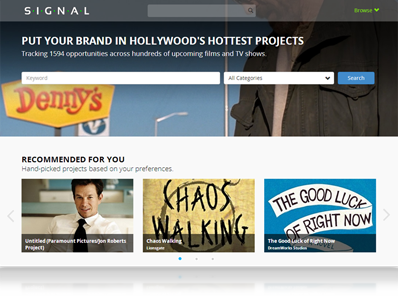 SIGNAL
Browse
PUT YOUR BRAND IN HOLLYWOOD'S HOTTEST PROJECTS
Tracking 1594 opportunities across hundreds of upcoming films and TV shows.
Keyword
All Categories
Search
Denny's
RECOMMENDED FOR YOU
Hand-picked projects based on your preferences.
CHAOS
WALKING
THE GOOD LUCK
OF RIGHT NOW
Untitled (Paramount Pictures/Jon Roberts
Project)
Chaos Walking
Lionsgate
The Good Luck of Right Now
DreamWorks Studios